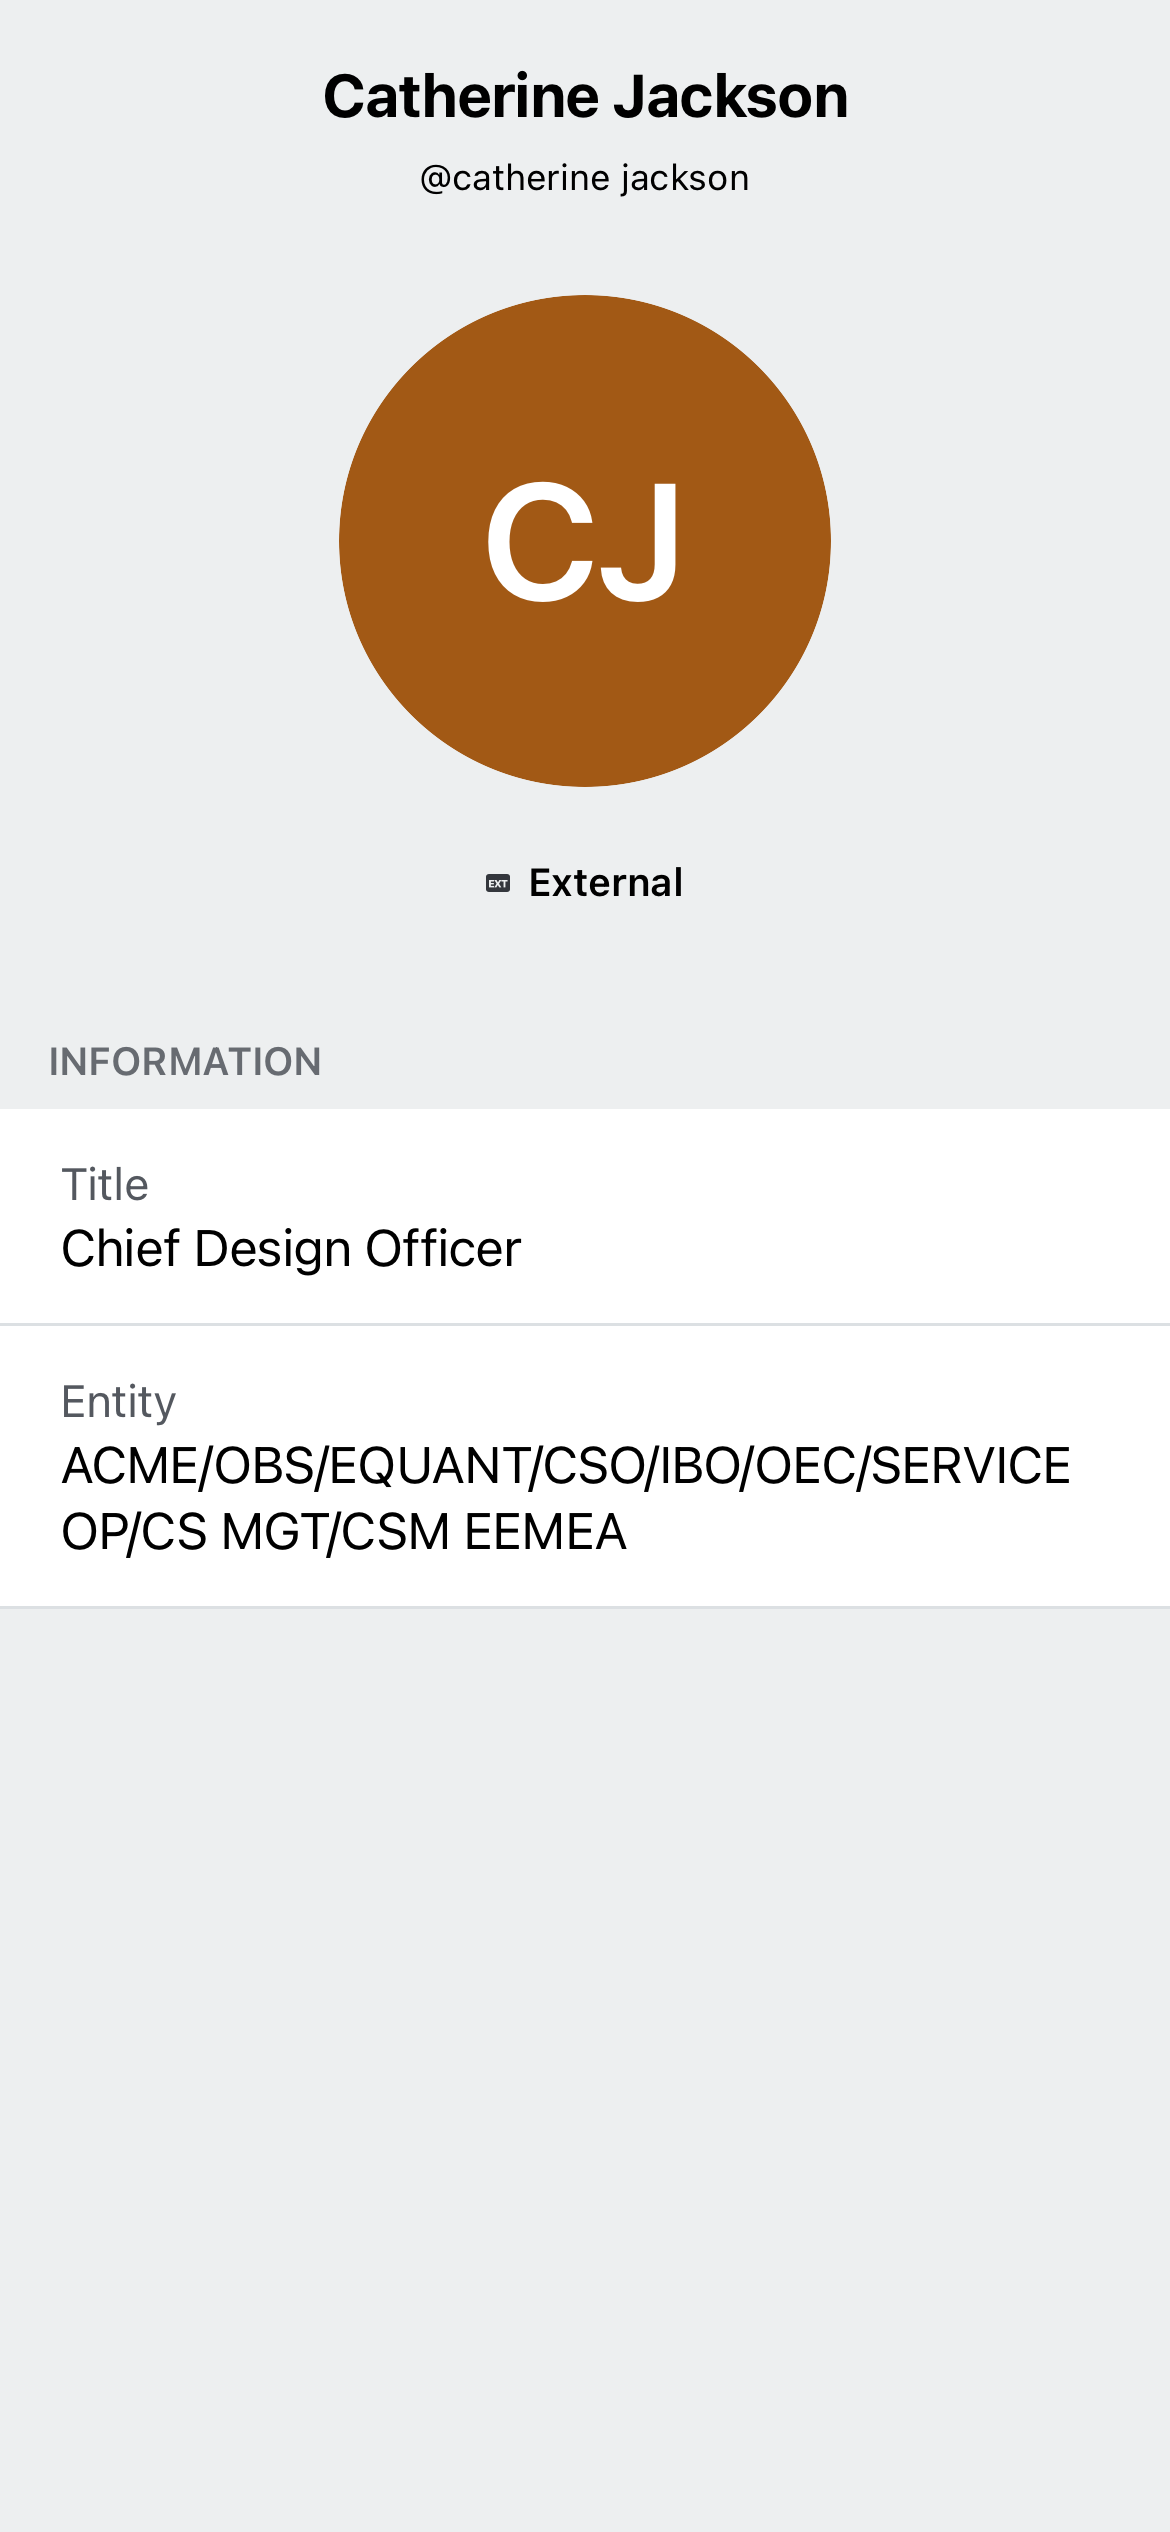 Catherine Jackson
@catherine jackson
CJ
EXT External
INFORMATION
Title
Chief Design Officer
Entity
ACME/OBS/EQUANT/CSO/IBO/OEC/SERVICE
OP/CS MGT/CSM EEMEA